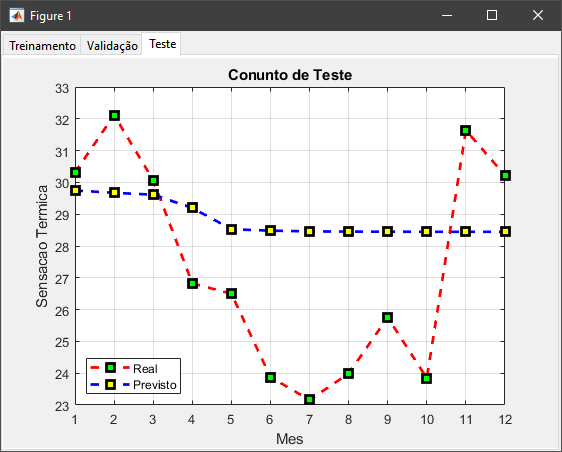 Figure 1
Treinamento Validação Teste
Conunto de Teste
33
32
31
30
29
28
27
26
25
24
23
Sensacao Termica
Real
Previsto
1 2 3 4 5 6 7 8 9 10 11 12
Mes